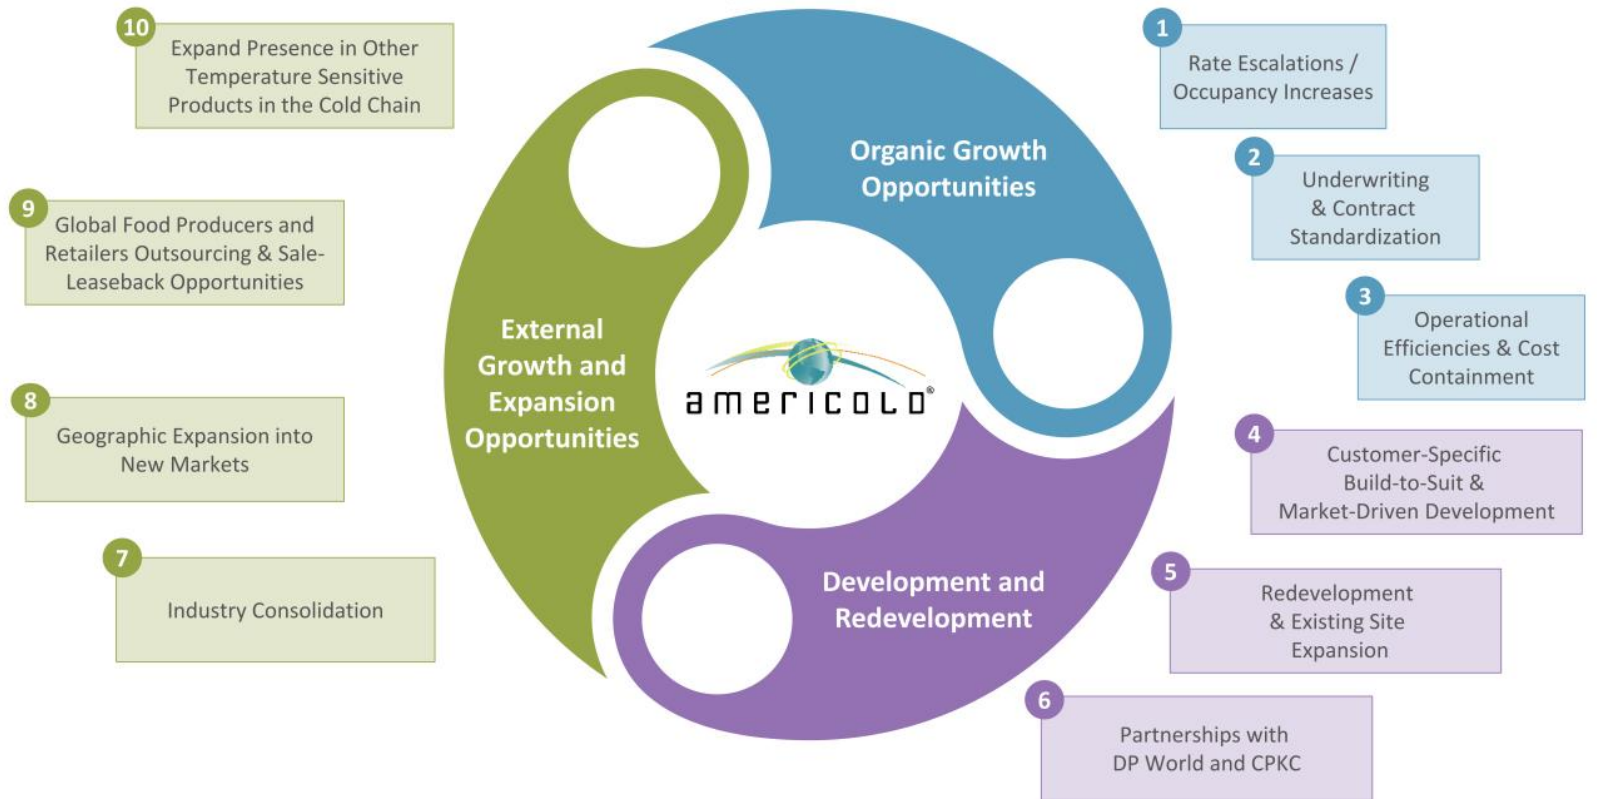 Organic Growth
Opportunities
1
Rate Escalations /
Occupancy Increases
2
Underwriting
& Contract
Standardization
3
Operational
Efficiencies & Cost
Containment
Development and
Redevelopment
4
Customer-Specific
Build-to-Suit &
Market-Driven Development
5
Redevelopment
& Existing Site
Expansion
6
Partnerships with
DP World and CPKC
External
Growth and
Expansion
Opportunities
7
Industry Consolidation
8
Geographic Expansion into
New Markets
9
Global Food Producers and
Retailers Outsourcing & Sale-
Leaseback Opportunities
10
Expand Presence in Other
Temperature Sensitive
Products in the Cold Chain
americold®